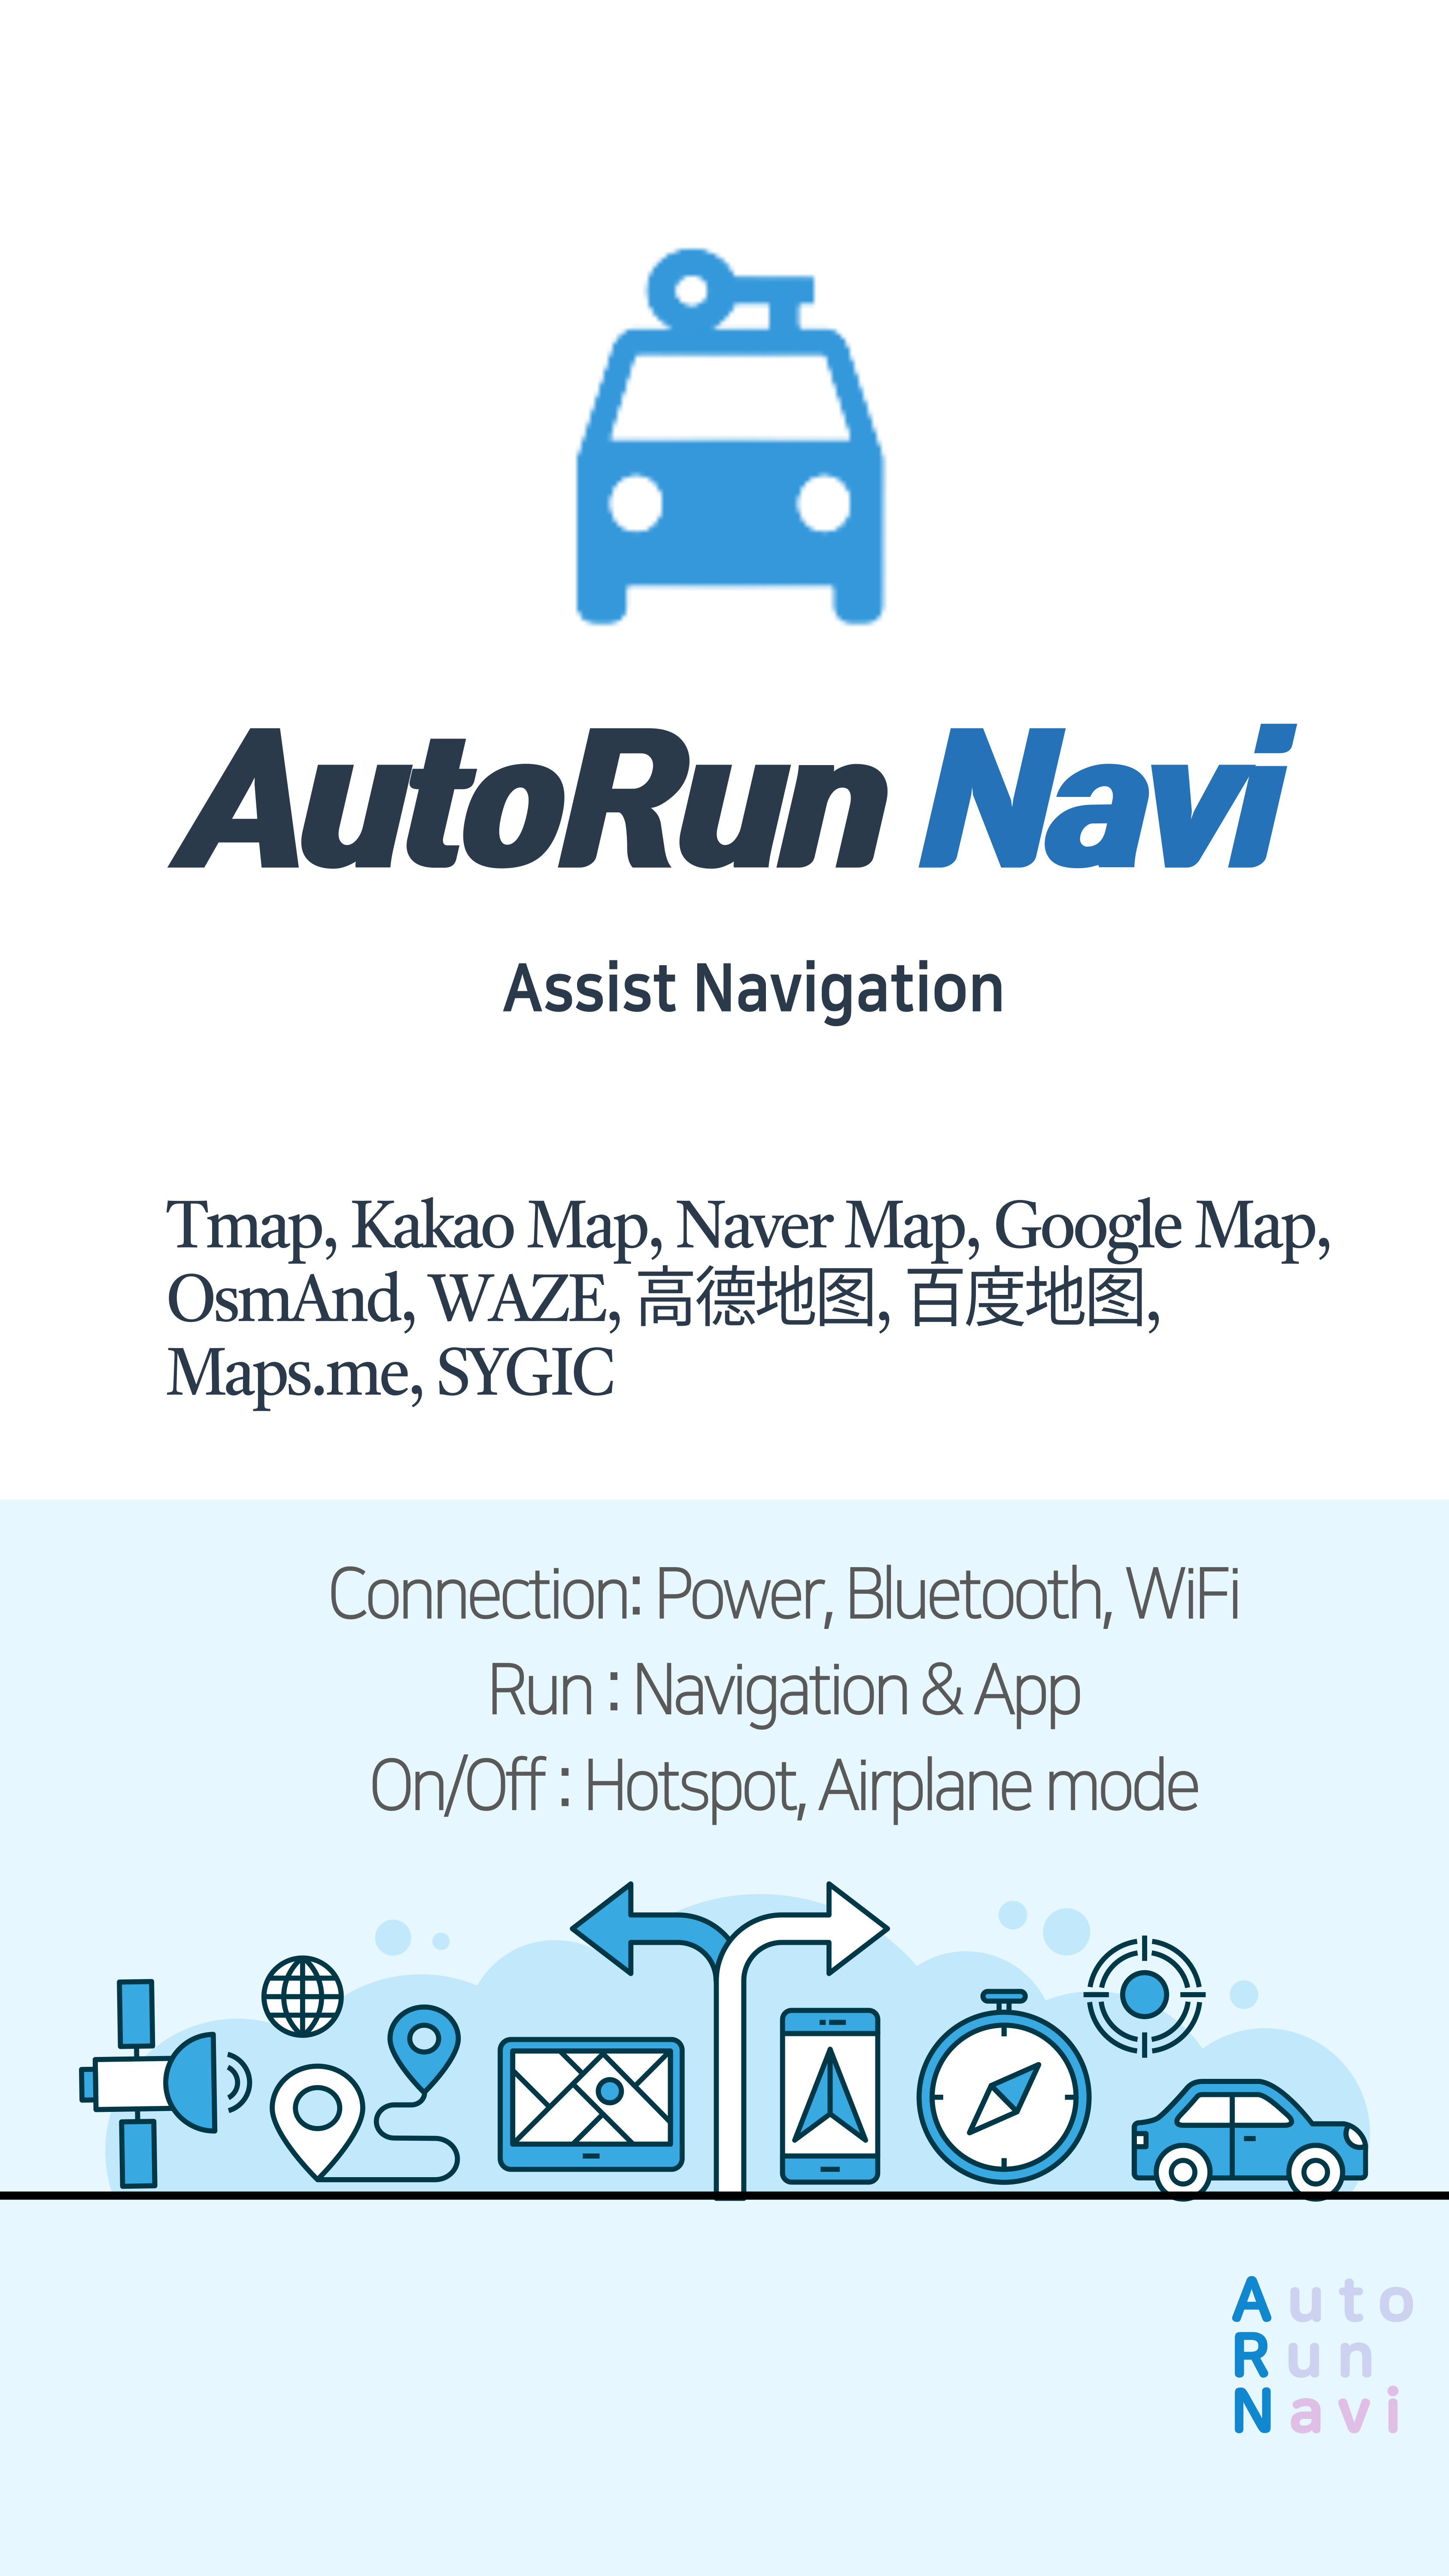 AutoRun Navi
Assist Navigation
Tmap, Kakao Map, Naver Map, Google Map,
OsmAnd, WAZE, 高德地图, 百度地图,
Maps.me, SYGIC
Connection: Power, Bluetooth, WiFi
Run : Navigation & App
On/Off : Hotspot, Airplane mode
Auto
Run
Navi